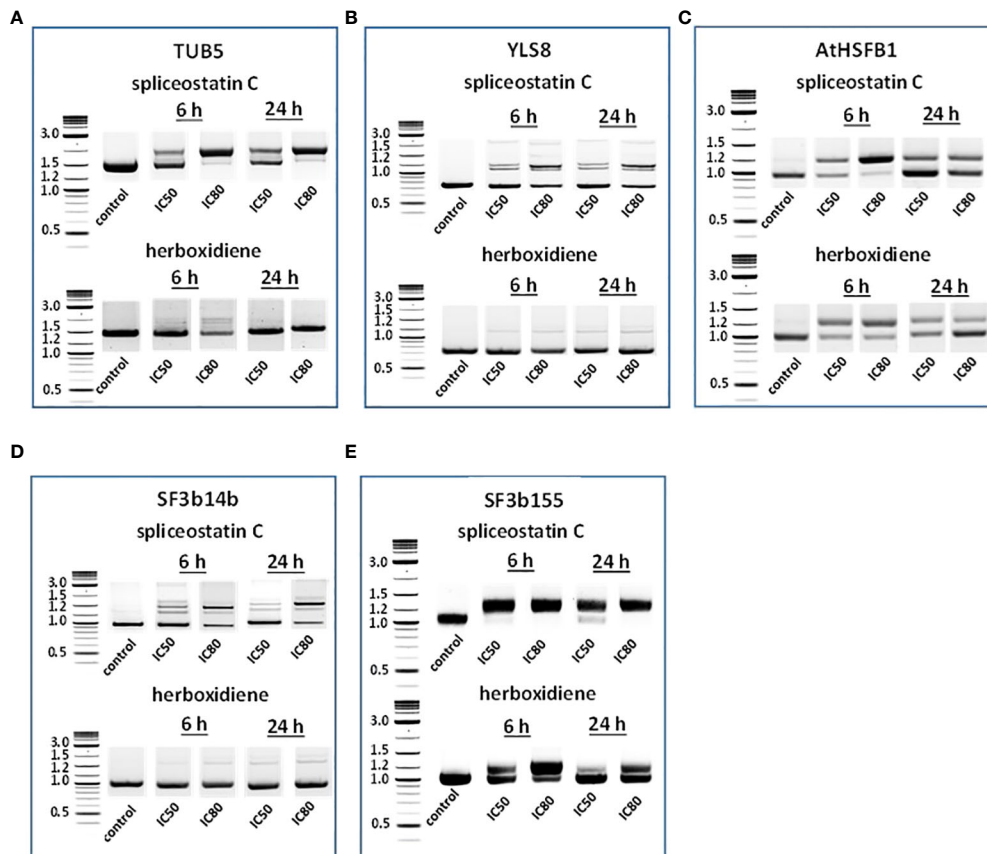 A
TUB5
spliceostatin C
6 h 24 h
3.0
1.5
1.2
1.0
0.5
control IC50 IC80 IC50 IC80
herboxidiene
6 h 24 h
3.0
1.5
1.2
1.0
0.5
control IC50 IC80 IC50 IC80
B
YLS8
spliceostatin C
6 h 24 h
3.0
1.5
1.2
1.0
0.5
control IC50 IC80 IC50 IC80
herboxidiene
6 h 24 h
3.0
1.5
1.2
1.0
0.5
control IC50 IC80 IC50 IC80
C
AtHSFB1
spliceostatin C
6 h 24 h
3.0
1.5
1.2
1.0
0.5
control IC50 IC80 IC50 IC80
herboxidiene
6 h 24 h
3.0
1.5
1.2
1.0
0.5
control IC50 IC80 IC50 IC80
D
SF3b14b
spliceostatin C
6 h 24 h
3.0
1.5
1.2
1.0
0.5
control IC50 IC80 IC50 IC80
herboxidiene
6 h 24 h
3.0
1.5
1.2
1.0
0.5
control IC50 IC80 IC50 IC80
E
SF3b155
spliceostatin C
6 h 24 h
3.0
1.5
1.2
1.0
0.5
control IC50 IC80 IC50 IC80
herboxidiene
6 h 24 h
3.0
1.5
1.2
1.0
0.5
control IC50 IC80 IC50 IC80